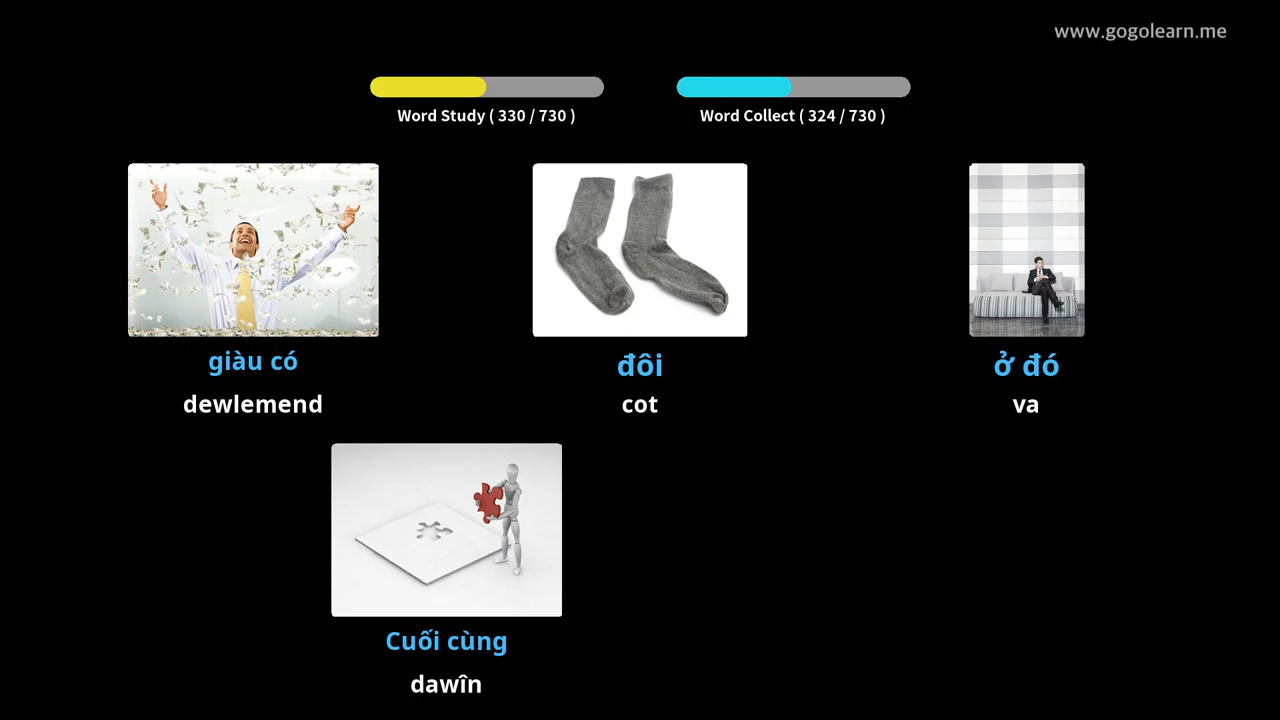 www.gogolearn.me
Word Study ( 330 / 730 )
Word Collect ( 324 / 730 )
giàu có
dewlemend
đôi
cot
ở đó
va
Cuối cùng
dawîn